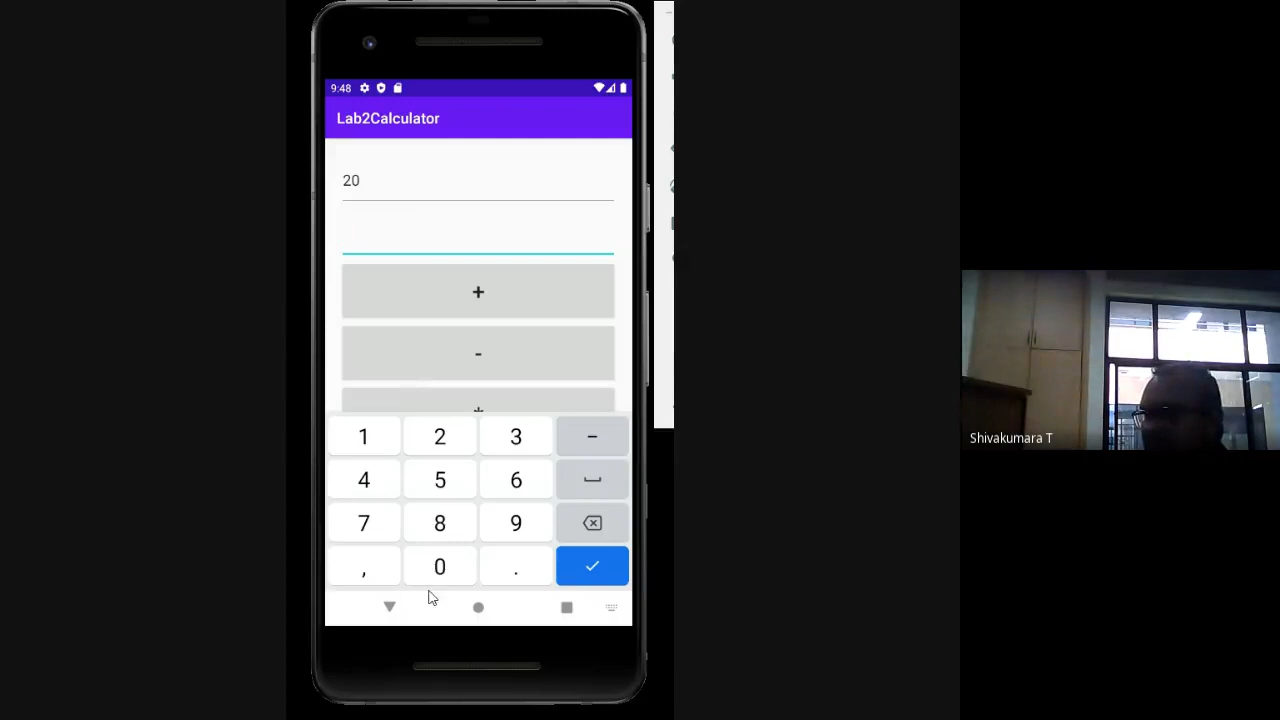 9:48
Lab2Calculator
20
+
-
1 2 3 -
4 5 6
7 8 9
, 0 .
Shivakumara T